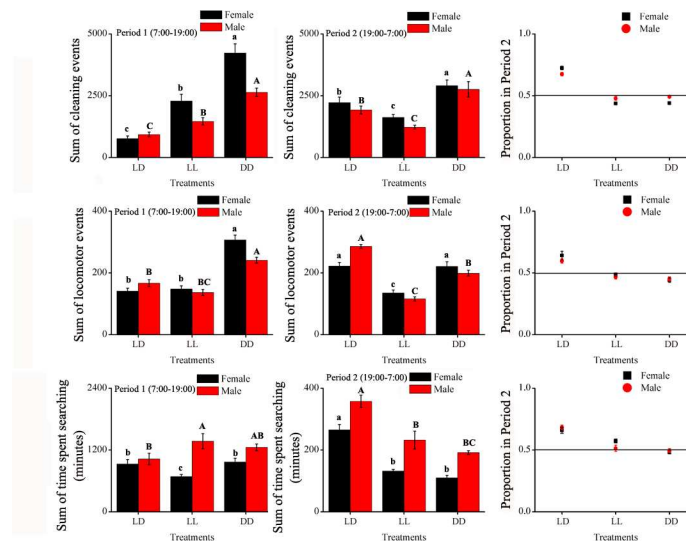 5000
2500
0
Sum of cleaning events
Period 1 (7:00-19:00)
Female
Male
c
C
b
B
a
A
LD
LL
DD
Treatments
5000
2500
0
Sum of cleaning events
Period 2 (19:00-7:00)
Female
Male
b
B
c
C
a
A
LD
LL
DD
Treatments
1.0
0.5
0.0
Proportion in Period 2
Female
Male
LD
LL
DD
Treatments
400
200
0
Sum of locomotor events
Period 1 (7:00-19:00)
Female
Male
b
B
b
BC
a
A
LD
LL
DD
Treatments
400
200
0
Sum of locomotor events
Period 2 (19:00-7:00)
Female
Male
a
A
c
C
a
B
LD
LL
DD
Treatments
1.0
0.5
0.0
Proportion in Period 2
Female
Male
LD
LL
DD
Treatments
2400
1200
0
Sum of time spent searching
(minutes)
Period 1 (7:00-19:00)
Female
Male
b
B
c
A
b
AB
LD
LL
DD
Treatments
400
200
0
Sum of time spent searching
(minutes)
Period 2 (19:00-7:00)
Female
Male
a
A
b
B
b
BC
LD
LL
DD
Treatments
1.0
0.5
0.0
Proportion in Period 2
Female
Male
LD
LL
DD
Treatments